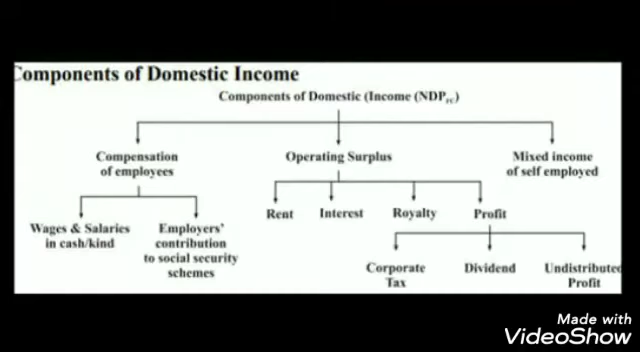 Components of Domestic Income
Components of Domestic (Income (NDPFC)
Compensation
of employees
Operating Surplus
Mixed income
of self employed
Wages & Salaries
in cash/kind
Employers'
contribution
to social security
schemes
Rent
Interest
Royalty
Profit
Corporate
Tax
Dividend
Undistributed
Profit
Made with
VideoShow